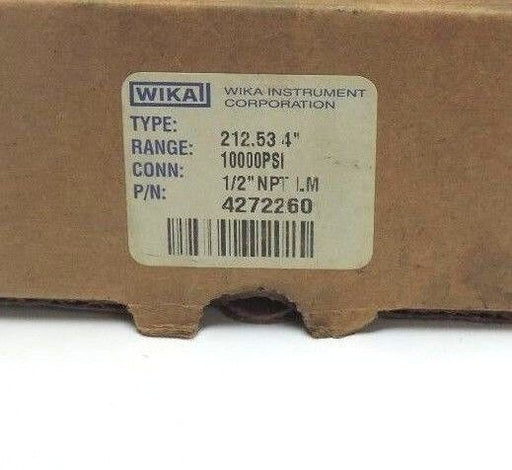 WIKA WIKA INSTRUMENT CORPORATION
TYPE: 212.53 4"
RANGE: 10000PSI
CONN: 1/2" NPT LM
P/N: 4272260